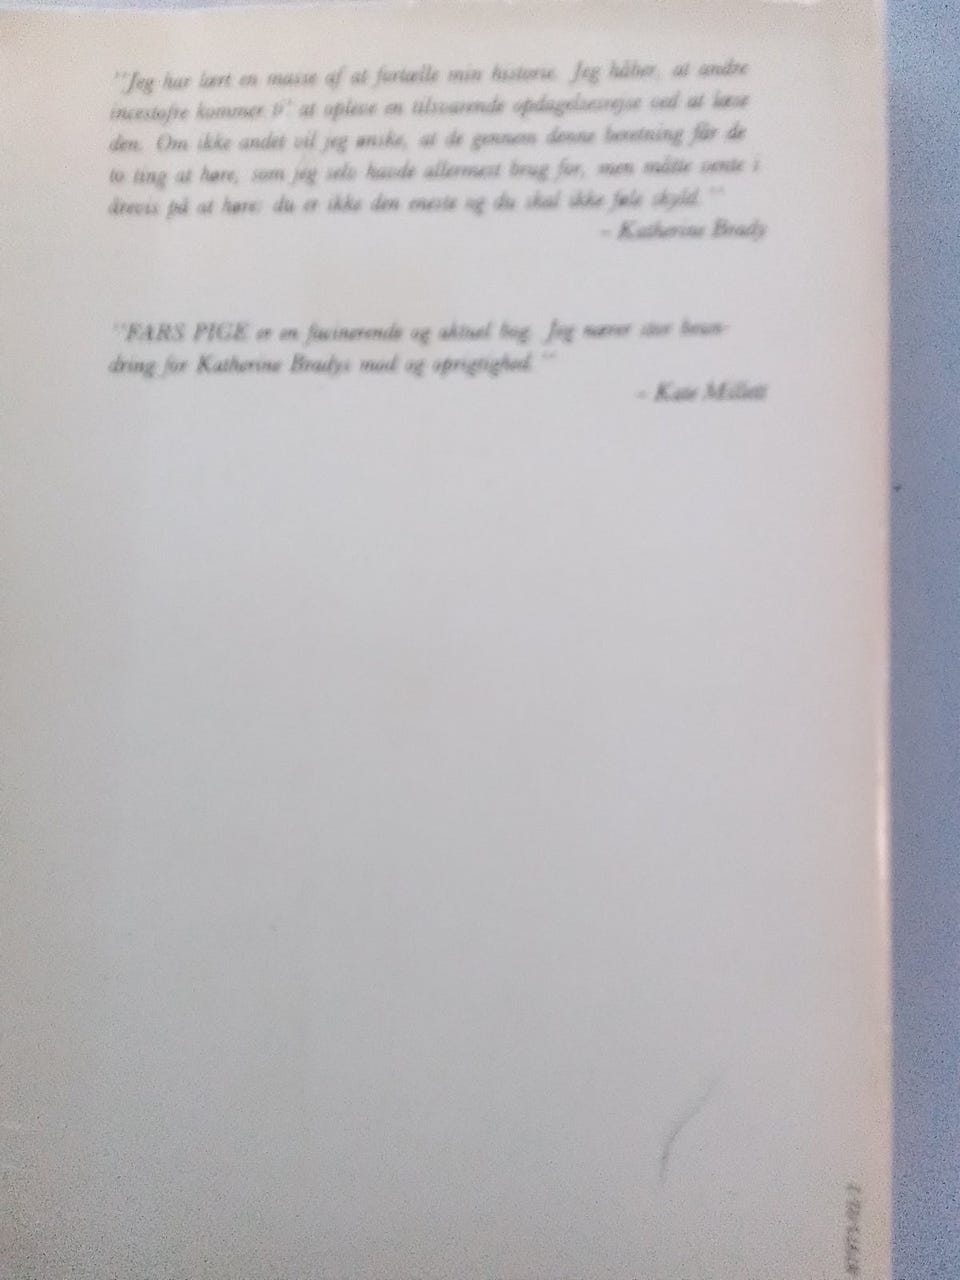 "Jeg har lært en masse af at fortælle min historie. Jeg håber, at andre
incestofre kommer ti' at opleve en tilsvarende opdagelsesrejse ved at læse
den. Om ikke andet vil jeg ønske, at de gennem denne beretning får de
to ting at høre, som jeg selv havde allermest brug for, men måtte vente i
årevis på at høre: du er ikke den eneste og du skal ikke føle skyld."
– Katherine Brady
"FARS PIGE er en fascinerende og aktuel bog. Jeg nærer stor beun-
dring for Katherine Bradys mod og oprigtighed."
– Kate Millett